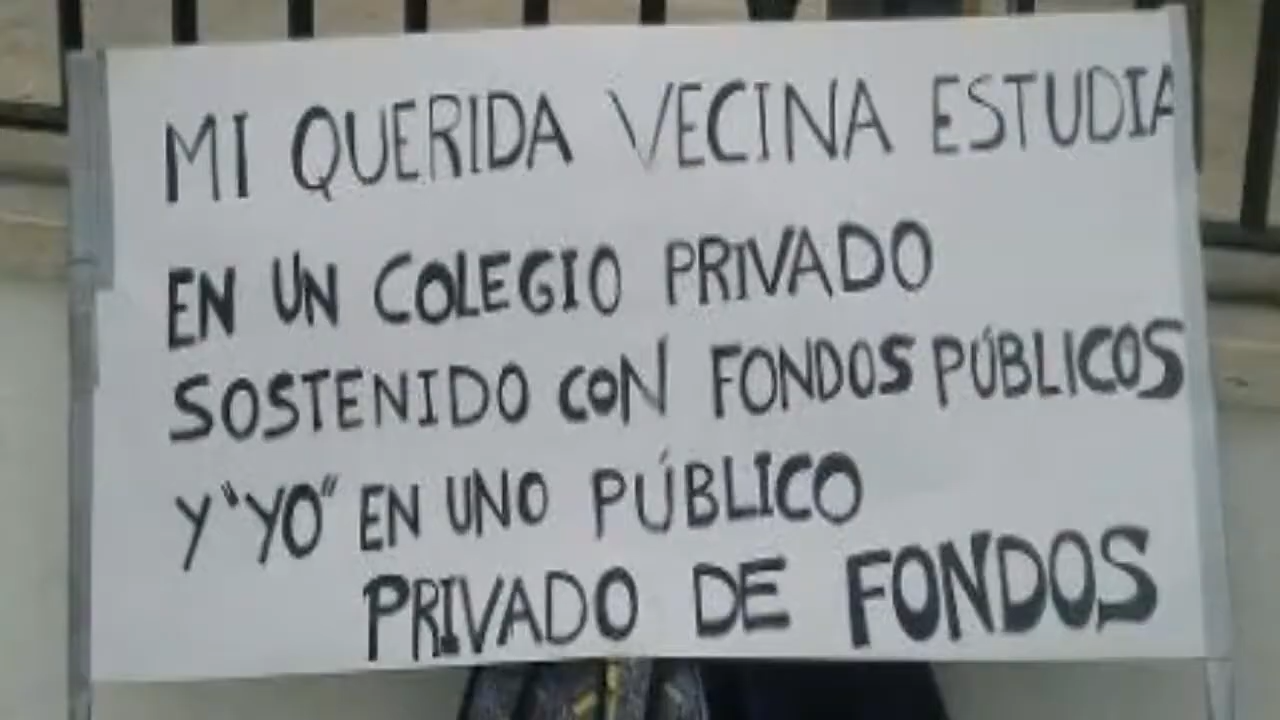 MI QUERIDA VECINA ESTUDIA
EN UN COLEGIO PRIVADO
SOSTENIDO CON FONDOS PÚBLICOS
Y "YO" EN UNO PÚBLICO
PRIVADO DE FONDOS